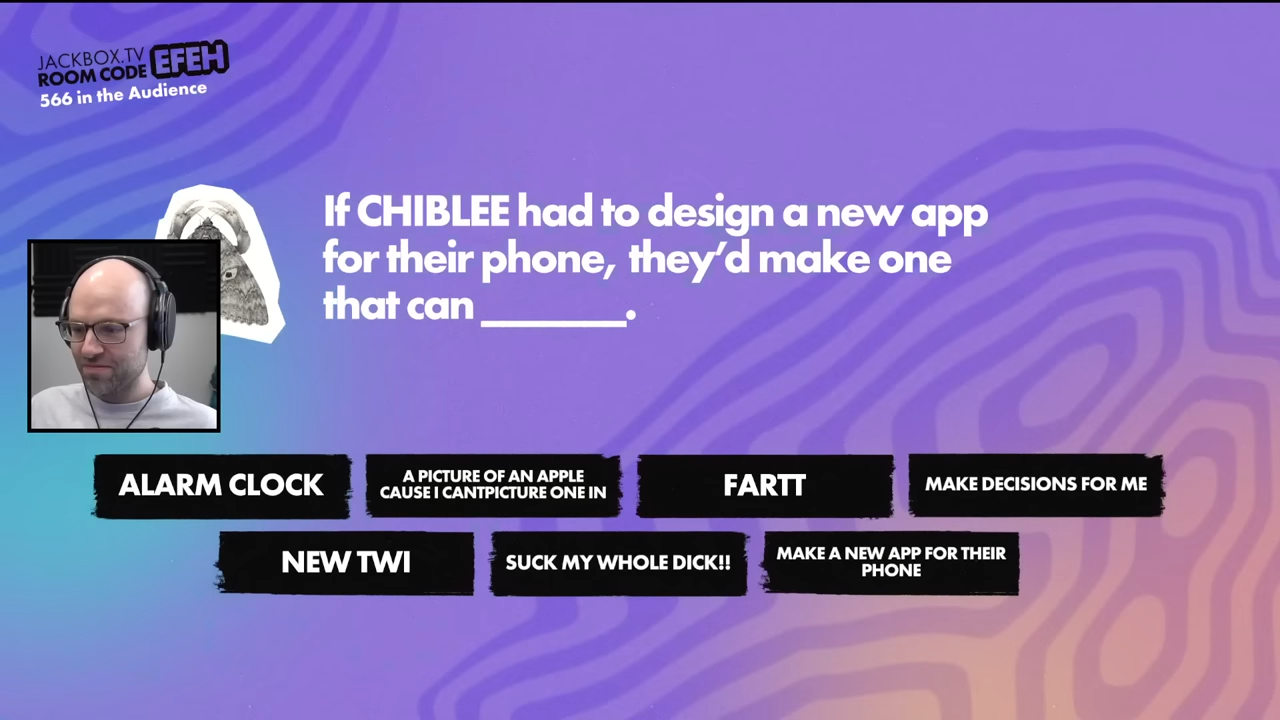 JACKBOX.TV
ROOM CODE EFEH
566 in the Audience
If CHIBLEE had to design a new app
for their phone, they'd make one
that can ______.
ALARM CLOCK
A PICTURE OF AN APPLE
CAUSE I CANTPICTURE ONE IN
FARTT
MAKE DECISIONS FOR ME
NEW TWI
SUCK MY WHOLE DICK!!
MAKE A NEW APP FOR THEIR
PHONE